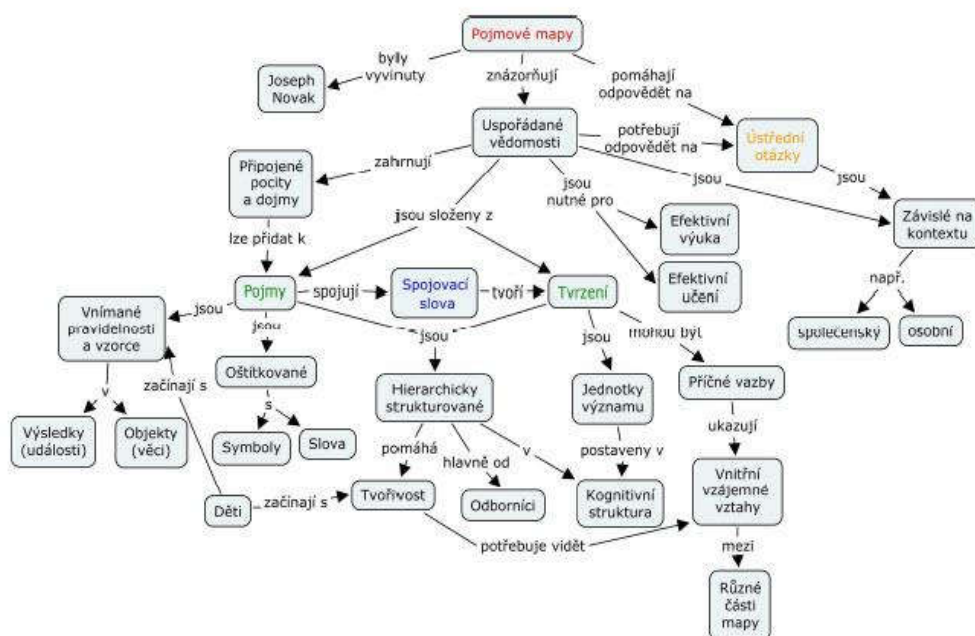 Pojmové mapy
bylly
vyvinuty
znázorňují
pomáhají
odpovědět na
Joseph
Novak
Uspořádané
vědomosti
potřebují
odpovědět na
Ústřední
otázky
Připojené
pocity
a dojmy
zahrnují
jsou
nutné pro
jsou
jsou
lze přidat k
jsou složeny z
Efektivní
výuka
Závislé na
kontextu
Efektivní
učení
Pojmy
spojují
Spojovací
slova
tvoří
Tvrzení
např.
společenský
osobní
Vnímané
pravidelnosti
a vzorce
jsou
jsou
jsou
jsou
mohou být
začínají s
Oštítkované
Hierarchicky
strukturované
Jednotky
významu
Příčné vazby
v
s
pomáhá
hlavně od
v
postaveny v
ukazují
Výsledky
(události)
Objekty
(věci)
Symboly
Slova
Děti
začínají s
Tvořivost
Odborníci
Kognitivní
struktura
Vnitřní
vzájemné
vztahy
potřebuje vidět
mezi
Různé
části
mapy